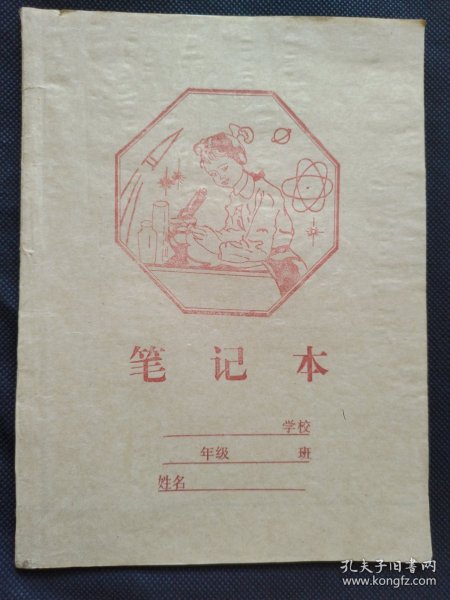 笔记本
学校
年级 班
姓名
孔夫子旧书网
www.kongfz.com